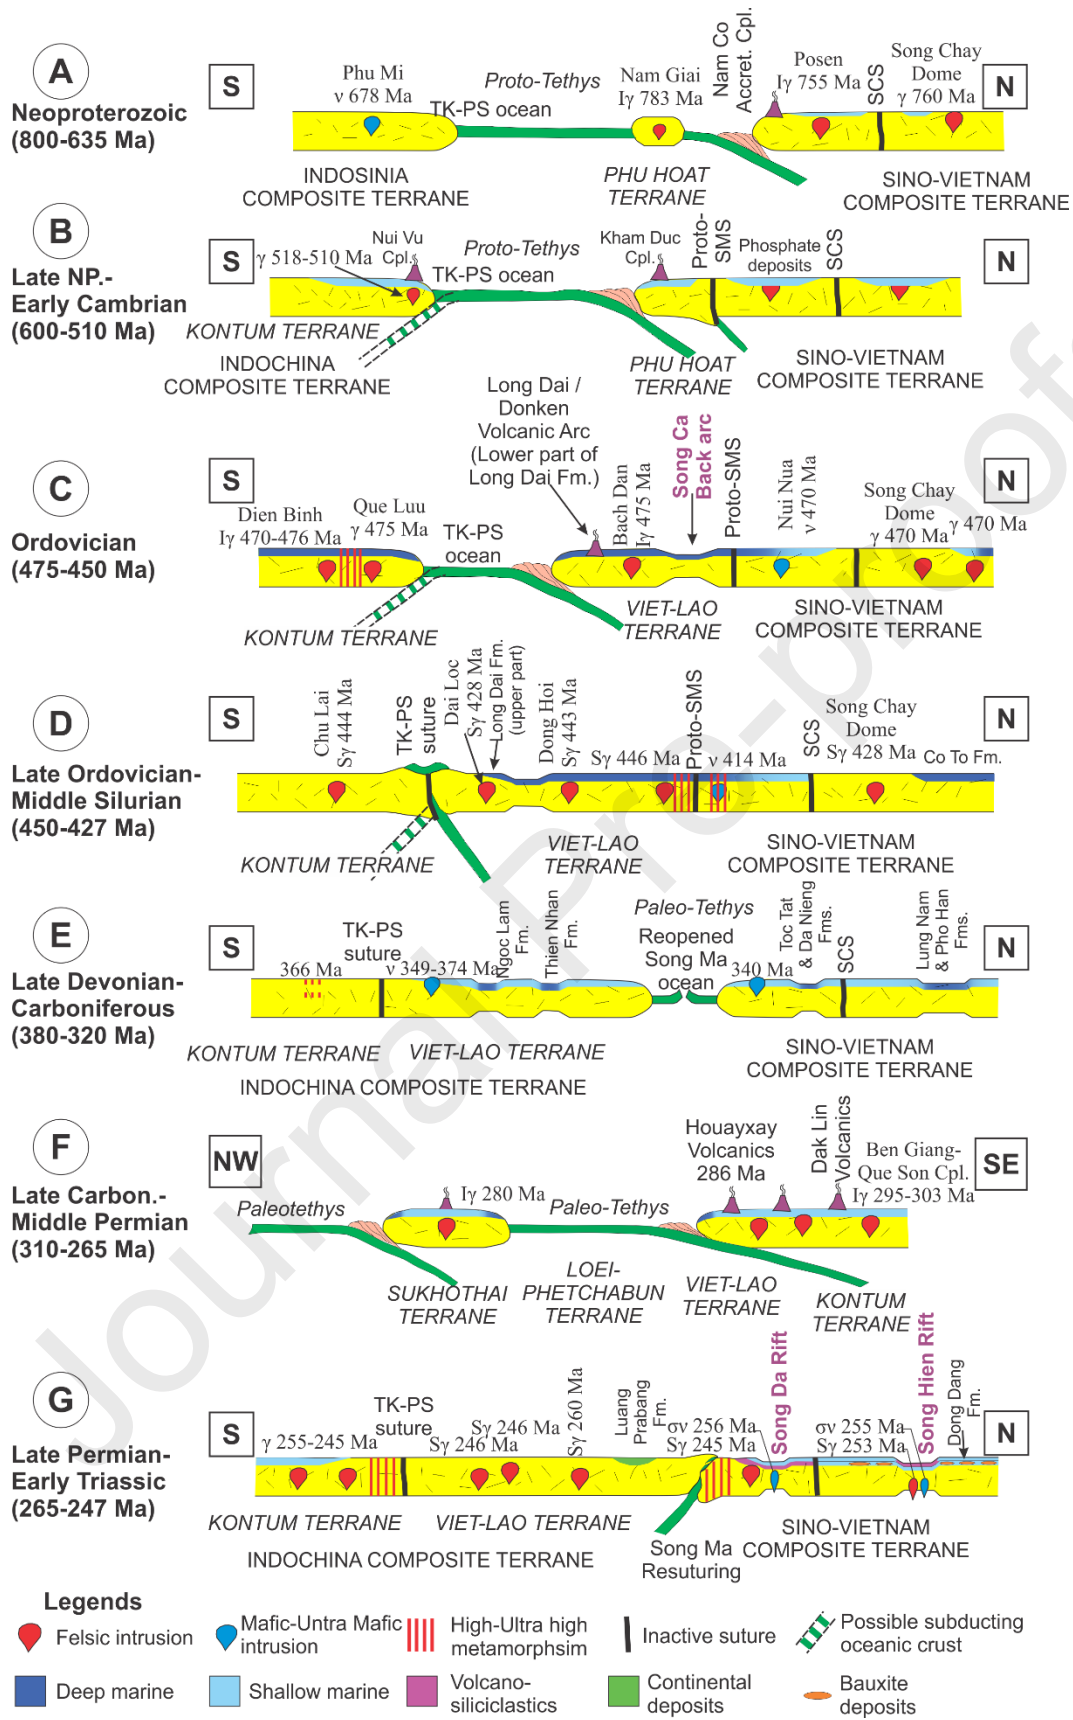 A
Neoproterozoic
(800-635 Ma)
S
Phu Mi
ν 678 Ma
Proto-Tethys
TK-PS ocean
Nam Giai
Iγ 783 Ma
Nam Co
Accret. Cpl.
Posen
Iγ 755 Ma
SCS
Song Chay
Dome
γ 760 Ma
N
INDOSINIA
COMPOSITE TERRANE
PHU HOAT
TERRANE
SINO-VIETNAM
COMPOSITE TERRANE
B
Late NP.-
Early Cambrian
(600-510 Ma)
S
γ 518-510 Ma
Nui Vu
Cpl.
Proto-Tethys
TK-PS ocean
Kham Duc
Cpl.
Proto-
SMS
Phosphate
deposits
SCS
N
KONTUM TERRANE
INDOCHINA
COMPOSITE TERRANE
PHU HOAT
TERRANE
SINO-VIETNAM
COMPOSITE TERRANE
C
Ordovician
(475-450 Ma)
S
Dien Binh
Iγ 470-476 Ma
Que Luu
γ 475 Ma
TK-PS
ocean
Long Dai /
Donken
Volcanic Arc
(Lower part of
Long Dai Fm.)
Bach Dan
Iγ 475 Ma
Song Ca
Back arc
Proto-SMS
Nui Nua
ν 470 Ma
SCS
Song Chay
Dome
γ 470 Ma
γ 470 Ma
N
KONTUM TERRANE
VIET-LAO
TERRANE
SINO-VIETNAM
COMPOSITE TERRANE
D
Late Ordovician-
Middle Silurian
(450-427 Ma)
S
Chu Lai
Sγ 444 Ma
TK-PS
suture
Dai Loc
Sγ 428 Ma
Long Dai Fm.
(upper part)
Dong Hoi
Sγ 443 Ma
Sγ 446 Ma
Proto-SMS
ν 414 Ma
SCS
Song Chay
Dome
Sγ 428 Ma
Co To Fm.
N
KONTUM TERRANE
VIET-LAO
TERRANE
SINO-VIETNAM
COMPOSITE TERRANE
E
Late Devonian-
Carboniferous
(380-320 Ma)
S
366 Ma
TK-PS
suture
ν 349-374 Ma
Ngoc Lam
Fm.
Thien Nhan
Fm.
Paleo-Tethys
Reopened
Song Ma
ocean
340 Ma
Toc Tat
& Da Nieng
Fms.
SCS
Lung Nam
& Pho Han
Fms.
N
KONTUM TERRANE
VIET-LAO TERRANE
INDOCHINA COMPOSITE TERRANE
SINO-VIETNAM
COMPOSITE TERRANE
F
Late Carbon.-
Middle Permian
(310-265 Ma)
NW
Paleotethys
Iγ 280 Ma
Paleo-Tethys
Houayxay
Volcanics
286 Ma
Dak Lin
Volcanics
Ben Giang-
Que Son Cpl.
Iγ 295-303 Ma
SE
SUKHOTHAI
TERRANE
LOEI-
PHETCHABUN
TERRANE
VIET-LAO
TERRANE
KONTUM
TERRANE
G
Late Permian-
Early Triassic
(265-247 Ma)
S
γ 255-245 Ma
TK-PS
suture
Sγ 246 Ma
Sγ 246 Ma
Sγ 260 Ma
Luang
Prabang
Fm.
σν 256 Ma
Sγ 245 Ma
Song Da Rift
σν 255 Ma
Sγ 253 Ma
Song Hien Rift
Dong Dang
Fm.
N
KONTUM TERRANE
VIET-LAO TERRANE
INDOCHINA COMPOSITE TERRANE
Song Ma
Resuturing
SINO-VIETNAM
COMPOSITE TERRANE
Legends
Felsic intrusion
Mafic-Untra Mafic
intrusion
High-Ultra high
metamorphsim
Inactive suture
Possible subducting
oceanic crust
Deep marine
Shallow marine
Volcano-
siliciclastics
Continental
deposits
Bauxite
deposits
Journal Pre-proof